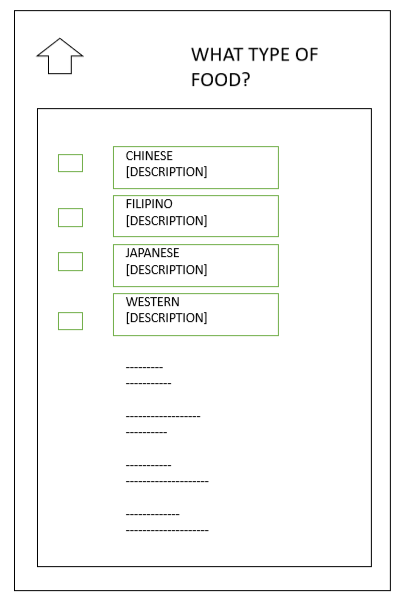 WHAT TYPE OF
FOOD?
CHINESE
[DESCRIPTION]
FILIPINO
[DESCRIPTION]
JAPANESE
[DESCRIPTION]
WESTERN
[DESCRIPTION]
---------
-----------
------------------
----------
-----------
--------------------
-------------
--------------------